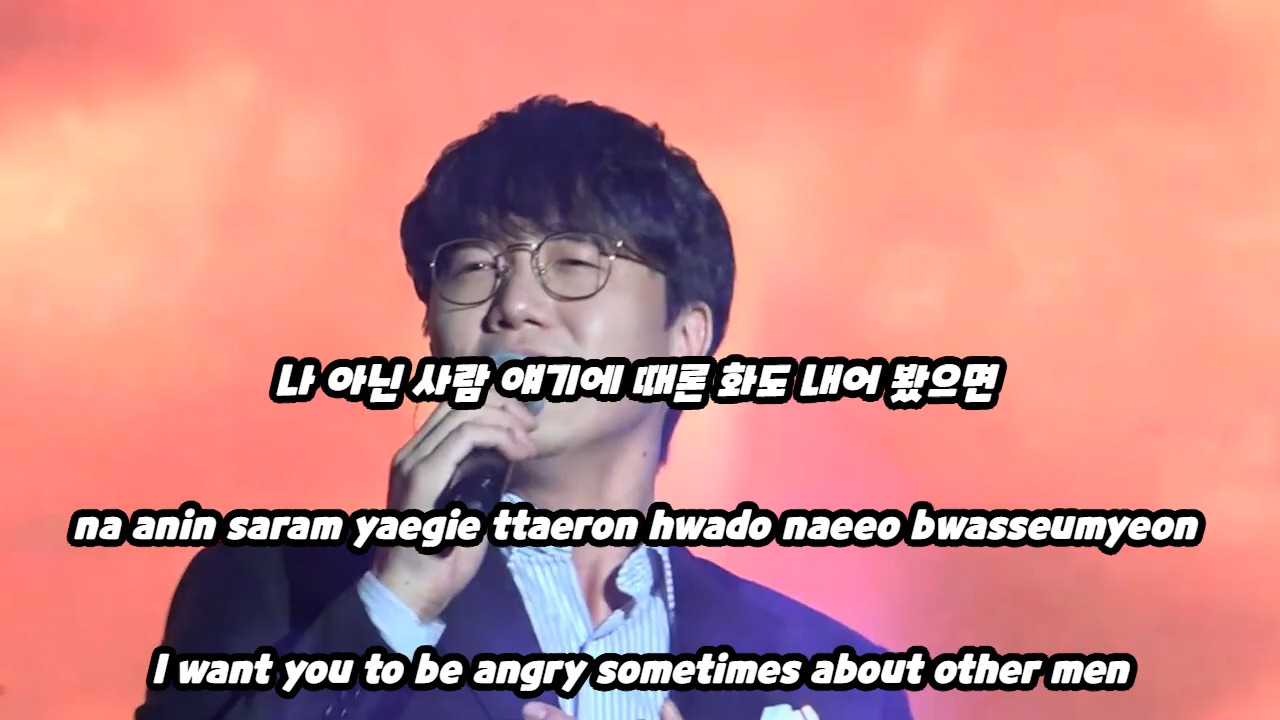 나 아닌 사람 얘기에 때론 화도 내어 봤으면
na anin saram yaegie ttaeron hwado naeeo bwasseumyeon
I want you to be angry sometimes about other men